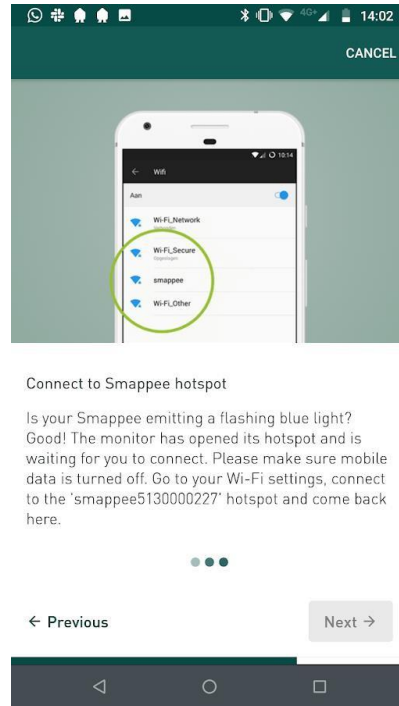 4G+ 14:02
CANCEL
10:14
Wifi
Aan
Wi-Fi_Network
Wi-Fi_Secure
Opgeslagen
smappee
Wi-Fi_Other
Connect to Smappee hotspot
Is your Smappee emitting a flashing blue light?
Good! The monitor has opened its hotspot and is
waiting for you to connect. Please make sure mobile
data is turned off. Go to your Wi-Fi settings, connect
to the 'smappee5130000227' hotspot and come back
here.
← Previous
Next →